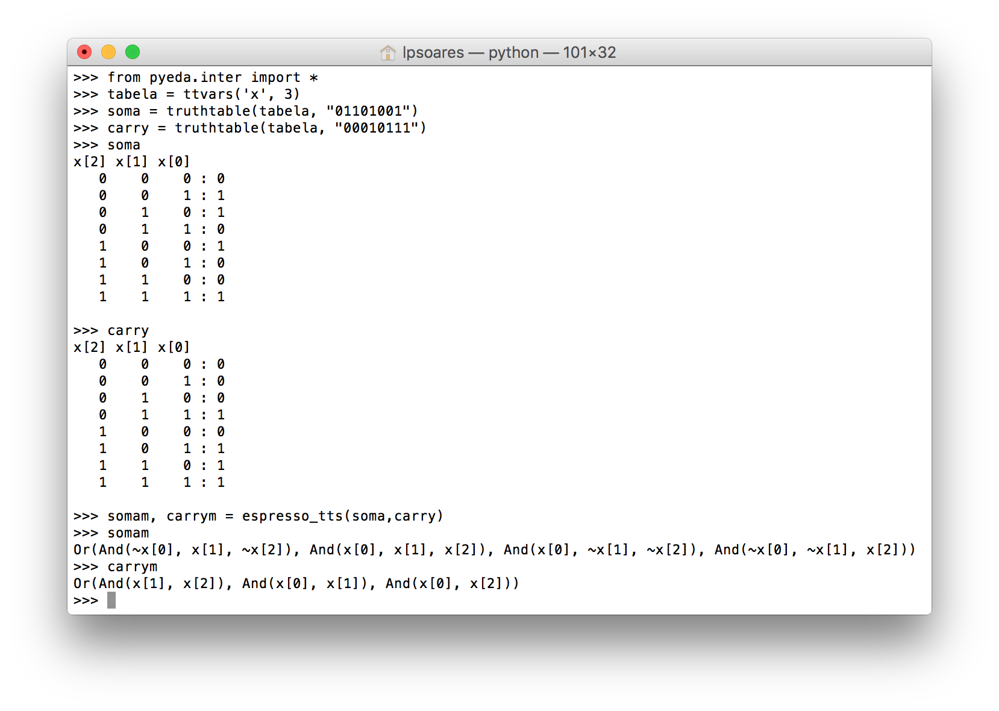 lpsoares — python — 101×32
>>> from pyeda.inter import *
>>> tabela = ttvars('x', 3)
>>> soma = truthtable(tabela, "01101001")
>>> carry = truthtable(tabela, "00010111")
>>> soma
x[2] x[1] x[0]
   0    0    0 : 0
   0    0    1 : 1
   0    1    0 : 1
   0    1    1 : 0
   1    0    0 : 1
   1    0    1 : 0
   1    1    0 : 0
   1    1    1 : 1
>>> carry
x[2] x[1] x[0]
   0    0    0 : 0
   0    0    1 : 0
   0    1    0 : 0
   0    1    1 : 1
   1    0    0 : 0
   1    0    1 : 1
   1    1    0 : 1
   1    1    1 : 1
>>> somam, carrym = espresso_tts(soma,carry)
>>> somam
Or(And(~x[0], x[1], ~x[2]), And(x[0], x[1], x[2]), And(x[0], ~x[1], ~x[2]), And(~x[0], ~x[1], x[2]))
>>> carrym
Or(And(x[1], x[2]), And(x[0], x[1]), And(x[0], x[2]))
>>>